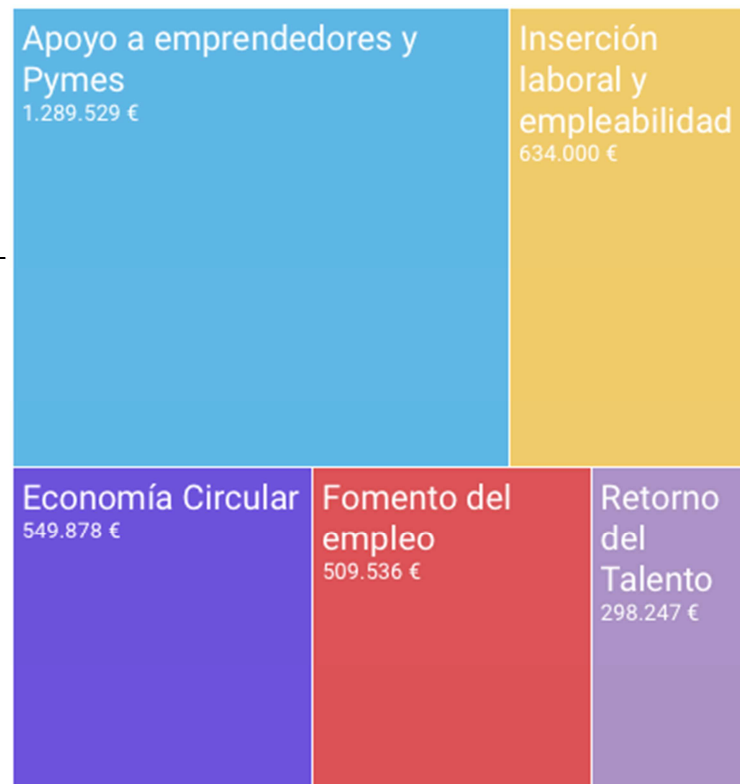 Apoyo a emprendedores y
Pymes
1.289.529 €
Inserción
laboral y
empleabilidad
634.000 €
Economía Circular
549.878 €
Fomento del
empleo
509.536 €
Retorno
del
Talento
298.247 €